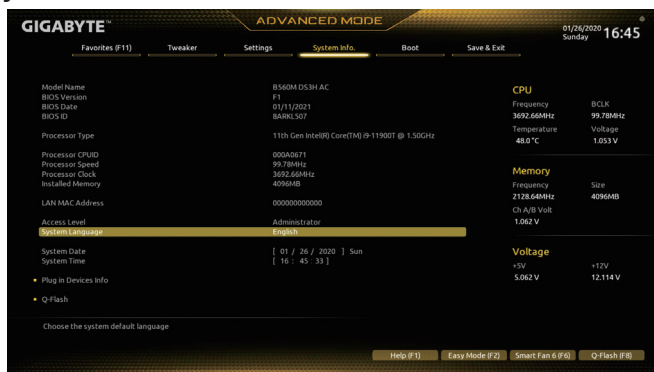 GIGABYTE™
ADVANCED MODE
01/26/2020
Sunday
16:45
Favorites (F11) Tweaker Settings System Info. Boot Save & Exit
Model Name B560M DS3H AC
BIOS Version F1
BIOS Date 01/11/2021
BIOS ID 8ARKLS07
Processor Type 11th Gen Intel(R) Core(TM) i9-11900T @ 1.50GHz
Processor CPUID 000A0671
Processor Speed 99.78MHz
Processor Clock 3692.66MHz
Installed Memory 4096MB
LAN MAC Address 000000000000
Access Level Administrator
System Language English
System Date [ 01 / 26 / 2020 ] Sun
System Time [ 16 : 45 : 33 ]
Plug in Devices Info
Q-Flash
Choose the system default language
CPU
Frequency BCLK
3692.66MHz 99.78MHz
Temperature Voltage
48.0 °C 1.053 V
Memory
Frequency Size
2128.64MHz 4096MB
Ch A/B Volt
1.062 V
Voltage
+5V +12V
5.062 V 12.114 V
Help (F1) Easy Mode (F2) Smart Fan 6 (F6) Q-Flash (F8)